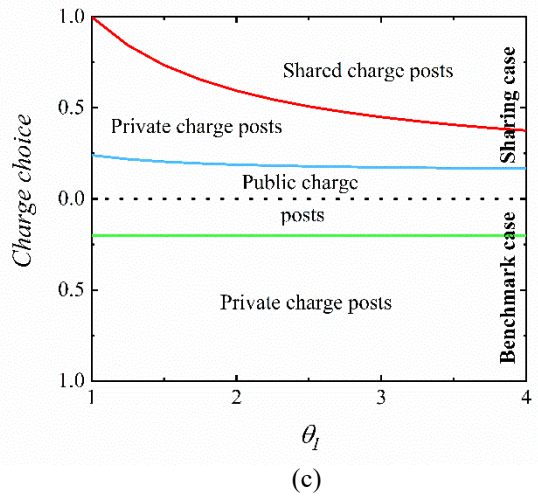 1.0
Shared charge posts
0.5
Private charge posts
Public charge
0.0
posts
0.5
Private charge posts
1.0
Charge choice
Sharing case
Benchmark case
1
2
3
4
θ1
(c)